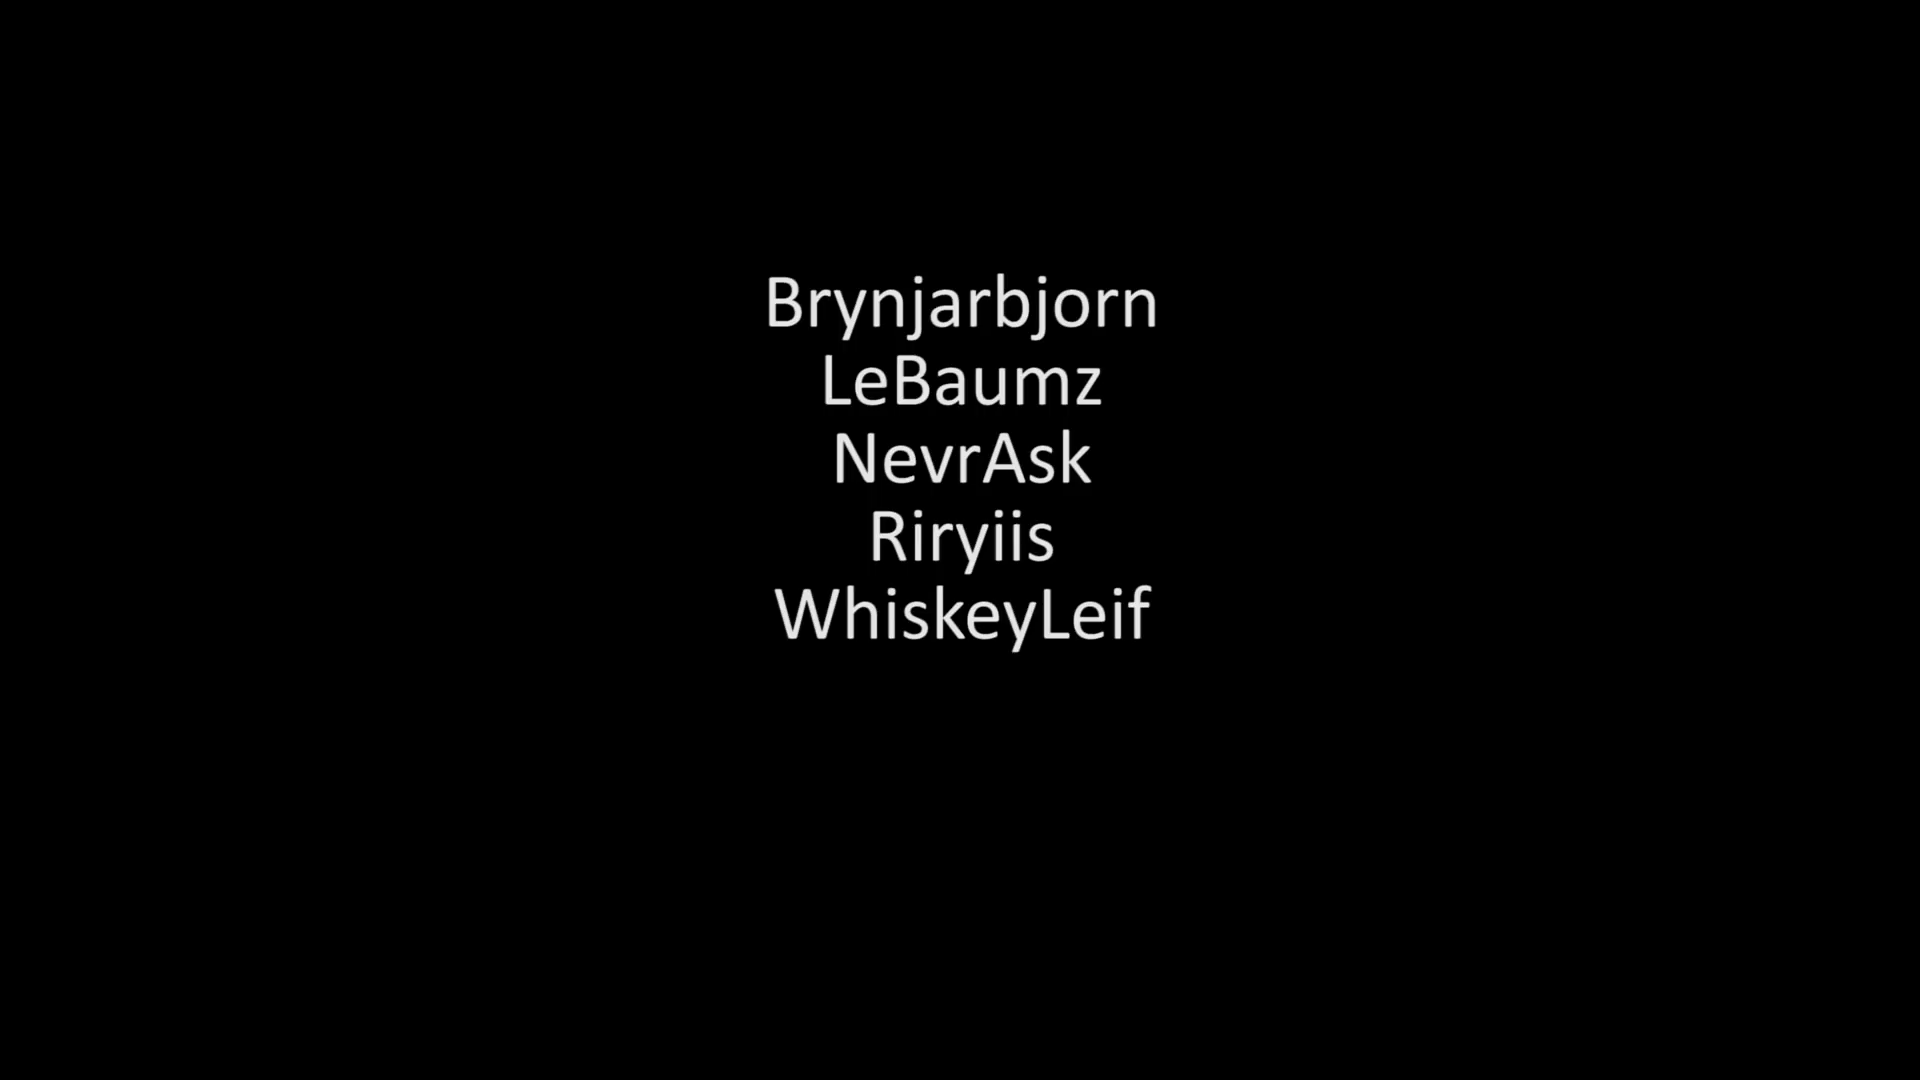 Brynjarbjorn
LeBaumz
NevrAsk
Riryiis
WhiskeyLeif